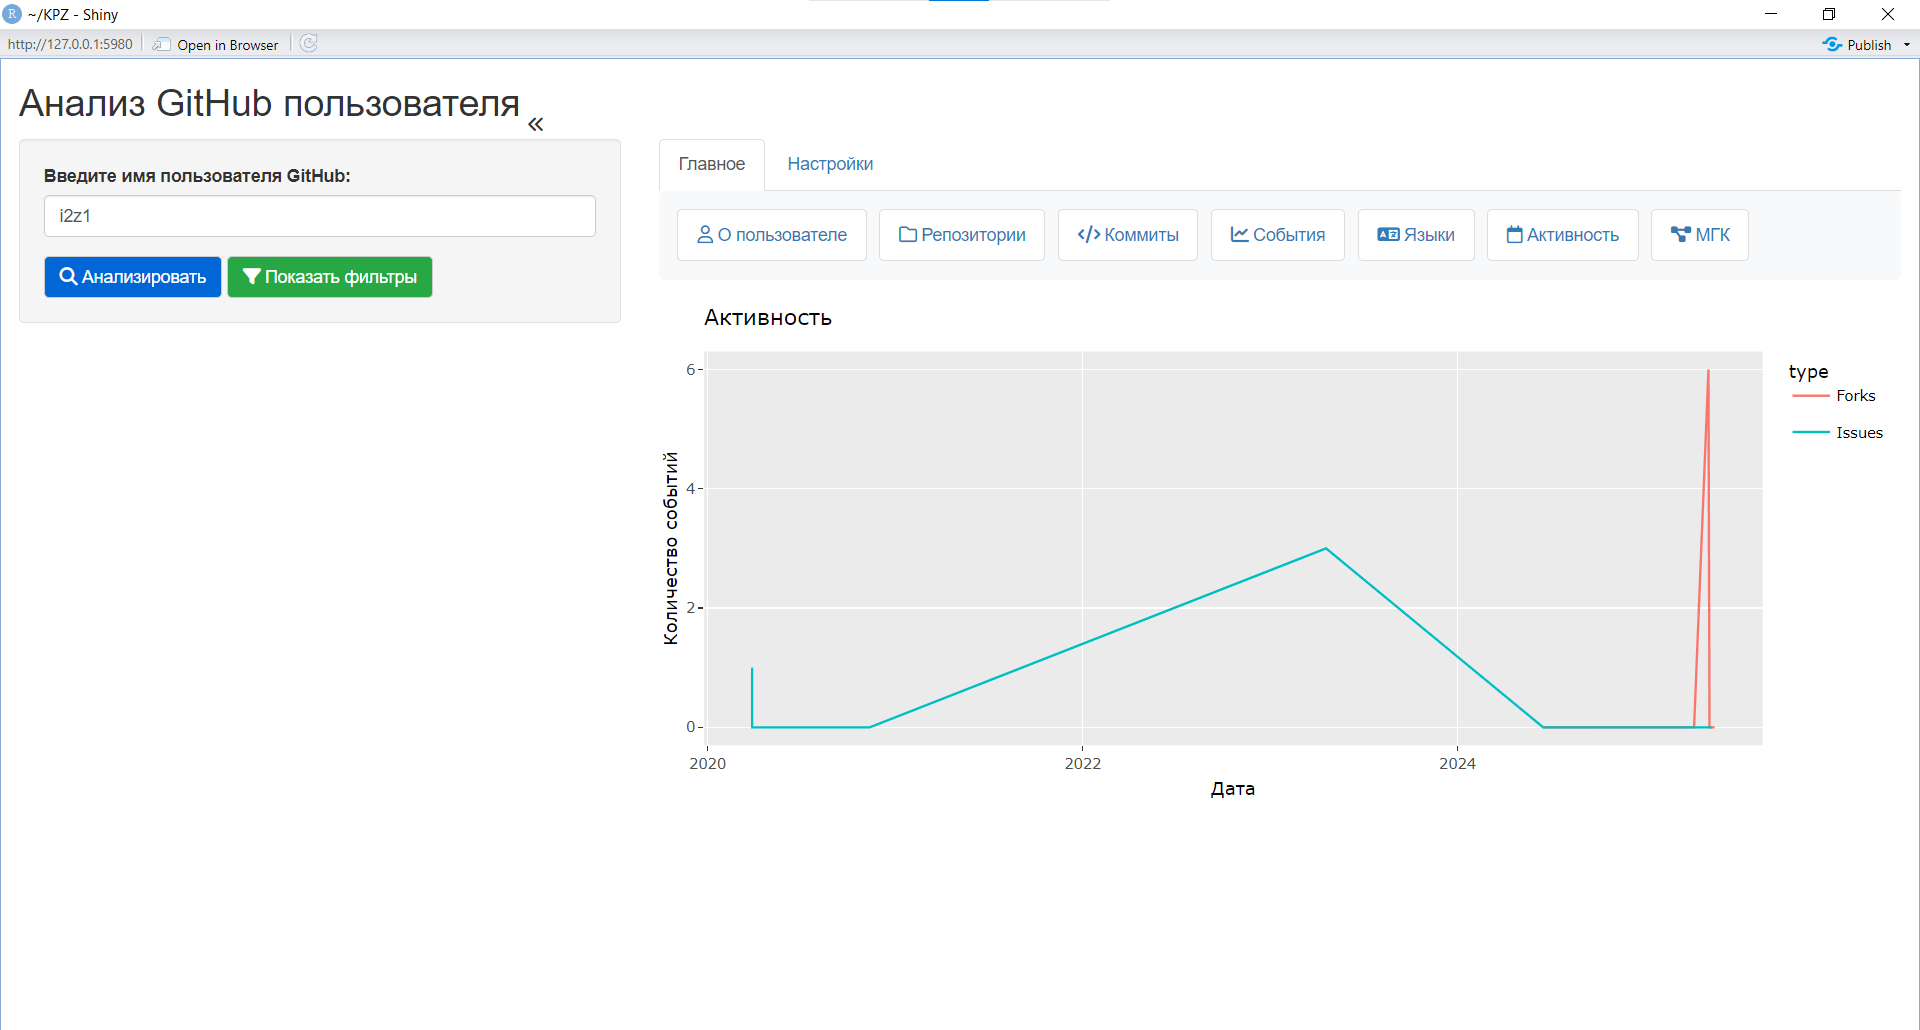 R ~/KPZ - Shiny
http://127.0.0.1:5980 Open in Browser Publish
Анализ GitHub пользователя «
Введите имя пользователя GitHub:
i2z1
Анализировать Показать фильтры
Главное Настройки
О пользователе Репозитории Коммиты События Языки Активность МГК
Активность
Количество событий
6
4
2
0
2020 2022 2024
Дата
type
Forks
Issues